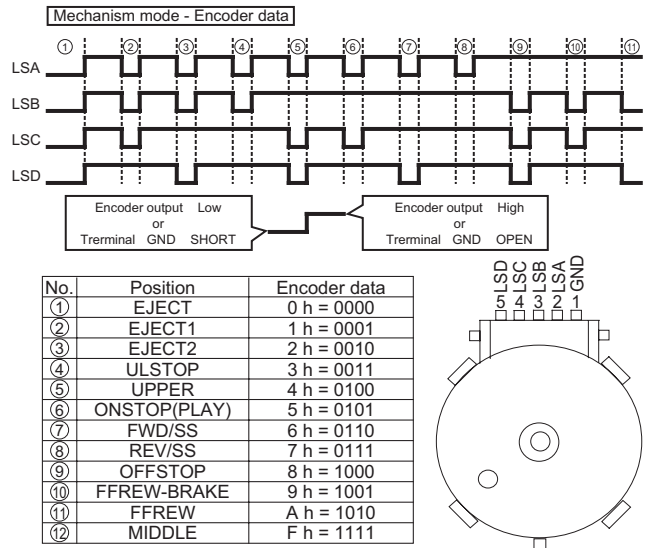 Mechanism mode - Encoder data
① ② ③ ④ ⑤ ⑥ ⑦ ⑧ ⑨ ⑩ ⑪
LSA
LSB
LSC
LSD
Encoder output Low
or
Trerminal GND SHORT
Encoder output High
or
Trerminal GND OPEN
LSD LSC LSB LSA GND
5 4 3 2 1
No. Position Encoder data
① EJECT 0 h = 0000
② EJECT1 1 h = 0001
③ EJECT2 2 h = 0010
④ ULSTOP 3 h = 0011
⑤ UPPER 4 h = 0100
⑥ ONSTOP(PLAY) 5 h = 0101
⑦ FWD/SS 6 h = 0110
⑧ REV/SS 7 h = 0111
⑨ OFFSTOP 8 h = 1000
⑩ FFREW-BRAKE 9 h = 1001
⑪ FFREW A h = 1010
⑫ MIDDLE F h = 1111